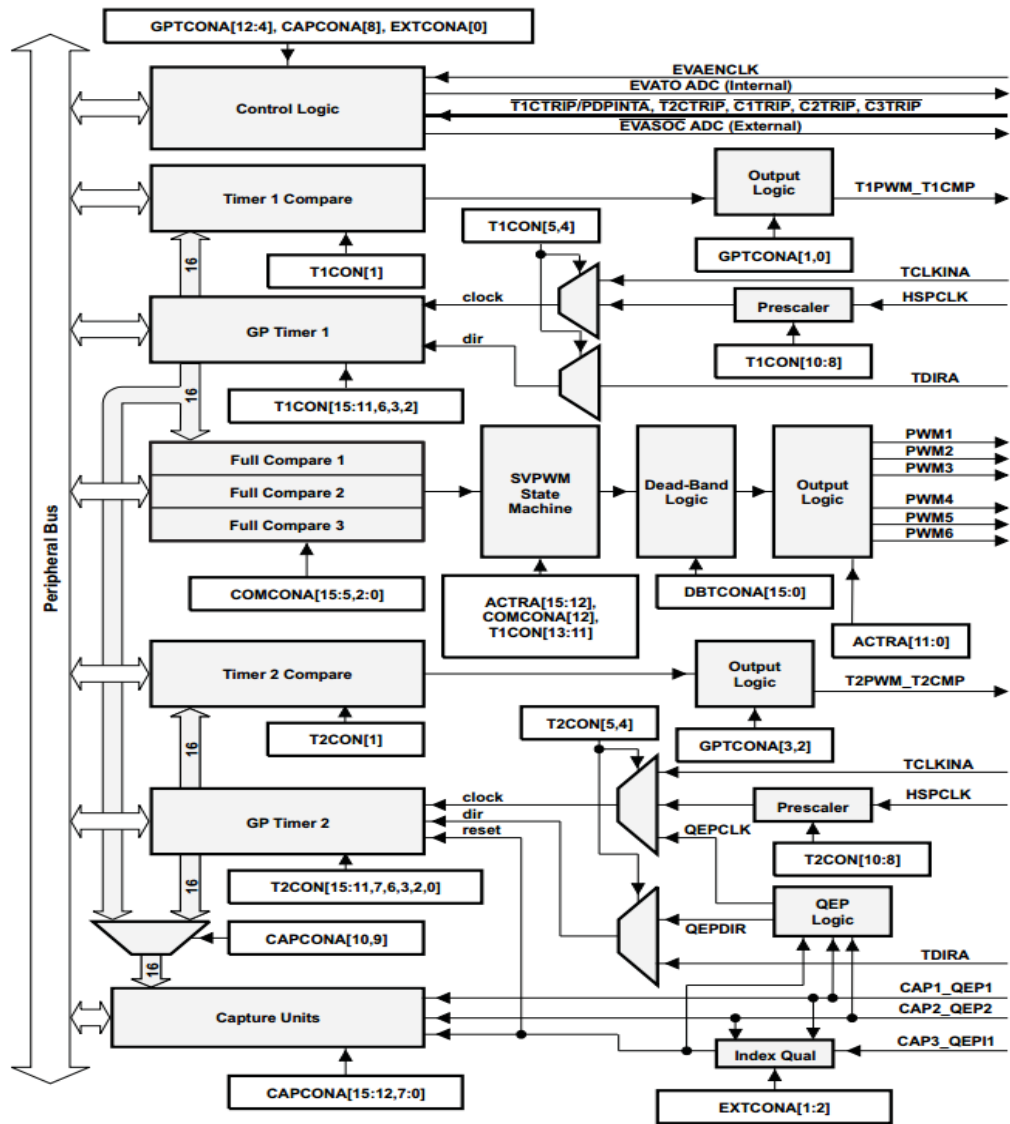 GPTCONA[12:4], CAPCONA[8], EXTCONA[0]
Control Logic
EVAENCLK
EVATO ADC (Internal)
T1CTRIP/PDPINTA, T2CTRIP, C1TRIP, C2TRIP, C3TRIP
EVASOC ADC (External)
Timer 1 Compare
Output
Logic
T1PWM_T1CMP
T1CON[5,4]
GPTCONA[1,0]
16
T1CON[1]
TCLKINA
clock
Prescaler
HSPCLK
GP Timer 1
dir
T1CON[10:8]
16
T1CON[15:11,6,3,2]
TDIRA
Full Compare 1
Full Compare 2
Full Compare 3
SVPWM
State
Machine
Dead-Band
Logic
Output
Logic
PWM1
PWM2
PWM3
PWM4
PWM5
PWM6
Peripheral Bus
COMCONA[15:5,2:0]
ACTRA[15:12],
COMCONA[12],
T1CON[13:11]
DBTCONA[15:0]
ACTRA[11:0]
Timer 2 Compare
Output
Logic
T2PWM_T2CMP
T2CON[1]
T2CON[5,4]
GPTCONA[3,2]
16
TCLKINA
clock
Prescaler
HSPCLK
GP Timer 2
dir
reset
QEPCLK
T2CON[10:8]
16
T2CON[15:11,7,6,3,2,0]
QEP
Logic
QEPDIR
CAPCONA[10,9]
TDIRA
16
Capture Units
CAP1_QEP1
CAP2_QEP2
Index Qual
CAP3_QEPI1
CAPCONA[15:12,7:0]
EXTCONA[1:2]